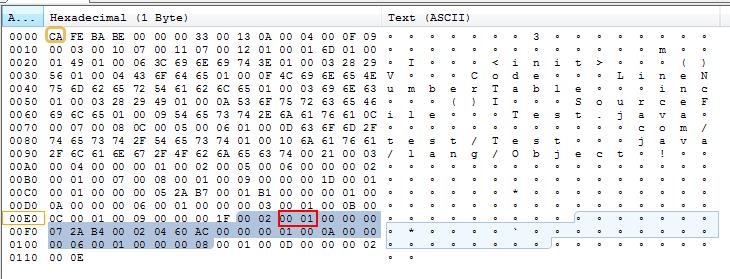 A... Hexadecimal (1 Byte) Text (ASCII)
0000 CA FE BA BE 00 00 00 33 00 13 0A 00 04 00 0F 09 ° ° ° ° ° ° ° 3 ° ° ° ° ° ° ° °
0010 00 03 00 10 07 00 11 07 00 12 01 00 01 6D 01 00 ° ° ° ° ° ° ° ° ° ° ° ° ° m ° °
0020 01 49 01 00 06 3C 69 6E 69 74 3E 01 00 03 28 29 ° I ° ° ° < i n i t > ° ° ° ( )
0030 56 01 00 04 43 6F 64 65 01 00 0F 4C 69 6E 65 4E V ° ° ° C o d e ° ° ° L i n e N
0040 75 6D 62 65 72 54 61 62 6C 65 01 00 03 69 6E 63 u m b e r T a b l e ° ° ° i n c
0050 01 00 03 28 29 49 01 00 0A 53 6F 75 72 63 65 46 ° ° ° ( ) I ° ° ° S o u r c e F
0060 69 6C 65 01 00 09 54 65 73 74 2E 6A 61 76 61 0C i l e ° ° ° T e s t . j a v a °
0070 00 07 00 08 0C 00 05 00 06 01 00 0D 63 6F 6D 2F ° ° ° ° ° ° ° ° ° ° ° ° c o m /
0080 74 65 73 74 2F 54 65 73 74 01 00 10 6A 61 76 61 t e s t / T e s t ° ° ° j a v a
0090 2F 6C 61 6E 67 2F 4F 62 6A 65 63 74 00 21 00 03 / l a n g / O b j e c t ° ! ° °
00A0 00 04 00 00 00 01 00 02 00 05 00 06 00 00 00 02 ° ° ° ° ° ° ° ° ° ° ° ° ° ° ° °
00B0 00 01 00 07 00 08 00 01 00 09 00 00 00 1D 00 01 ° ° ° ° ° ° ° ° ° ° ° ° ° ° ° °
00C0 00 01 00 00 00 05 2A B7 00 01 B1 00 00 00 01 00 ° ° ° ° ° ° * ° ° ° ° ° ° ° ° °
00D0 0A 00 00 00 06 00 01 00 00 00 03 00 01 00 0B 00 ° ° ° ° ° ° ° ° ° ° ° ° ° ° ° °
00E0 0C 00 01 00 09 00 00 00 1F 00 02 00 01 00 00 00 ° ° ° ° ° ° ° ° ° ° ° ° ° ° ° °
00F0 07 2A B4 00 02 04 60 AC 00 00 00 01 00 0A 00 00 ° * ° ° ° ° ` ° ° ° ° ° ° ° ° °
0100 00 06 00 01 00 00 00 08 00 01 00 0D 00 00 00 02 ° ° ° ° ° ° ° ° ° ° ° ° ° ° ° °
0110 00 0E ° °